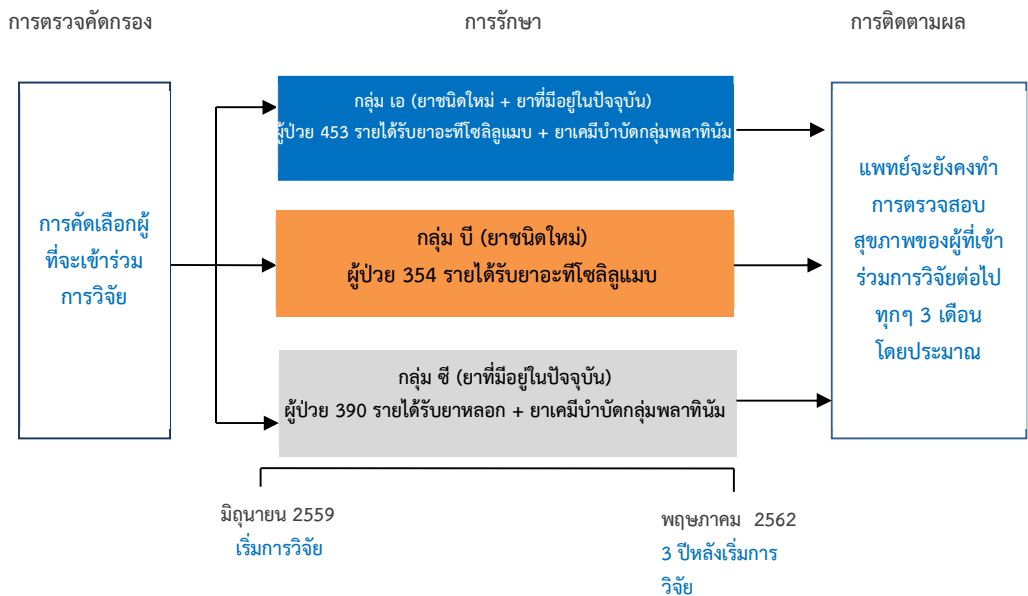 การตรวจคัดกรอง
การรักษา
การติดตามผล
การคัดเลือกผู้
ที่จะเข้าร่วม
การวิจัย
กลุ่ม เอ (ยาชนิดใหม่ + ยาที่มีอยู่ในปัจจุบัน)
ผู้ป่วย 453 รายได้รับยาอะทีโซลิลูแมบ + ยาเคมีบำบัดกลุ่มพลาทินัม
กลุ่ม บี (ยาชนิดใหม่)
ผู้ป่วย 354 รายได้รับยาอะทีโซลิลูแมบ
กลุ่ม ซี (ยาที่มีอยู่ในปัจจุบัน)
ผู้ป่วย 390 รายได้รับยาหลอก + ยาเคมีบำบัดกลุ่มพลาทินัม
แพทย์จะยังคงทำ
การตรวจสอบ
สุขภาพของผู้ที่เข้า
ร่วมการวิจัยต่อไป
ทุกๆ 3 เดือน
โดยประมาณ
มิถุนายน 2559
เริ่มการวิจัย
พฤษภาคม 2562
3 ปีหลังเริ่มการ
วิจัย